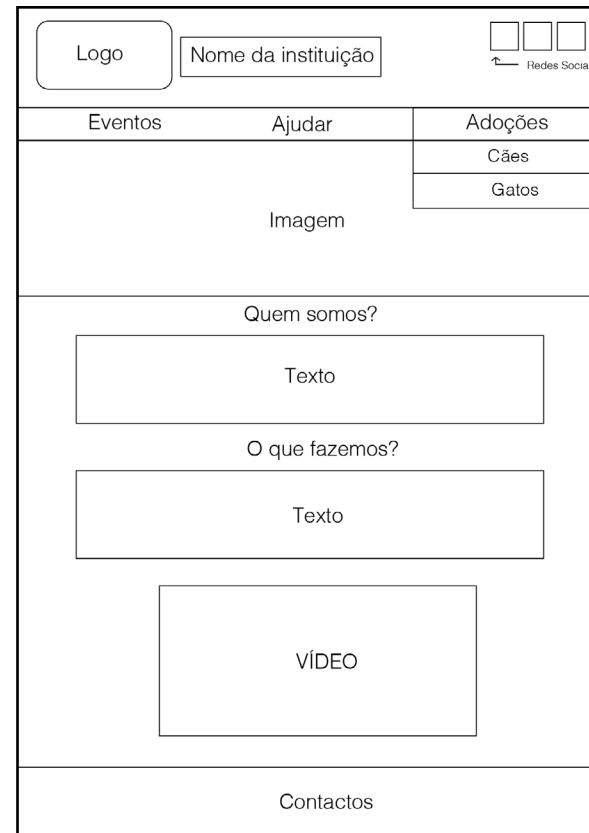 Logo
Nome da instituição
Redes Socia
Eventos Ajudar Adoções
Cães
Gatos
Imagem
Quem somos?
Texto
O que fazemos?
Texto
VÍDEO
Contactos